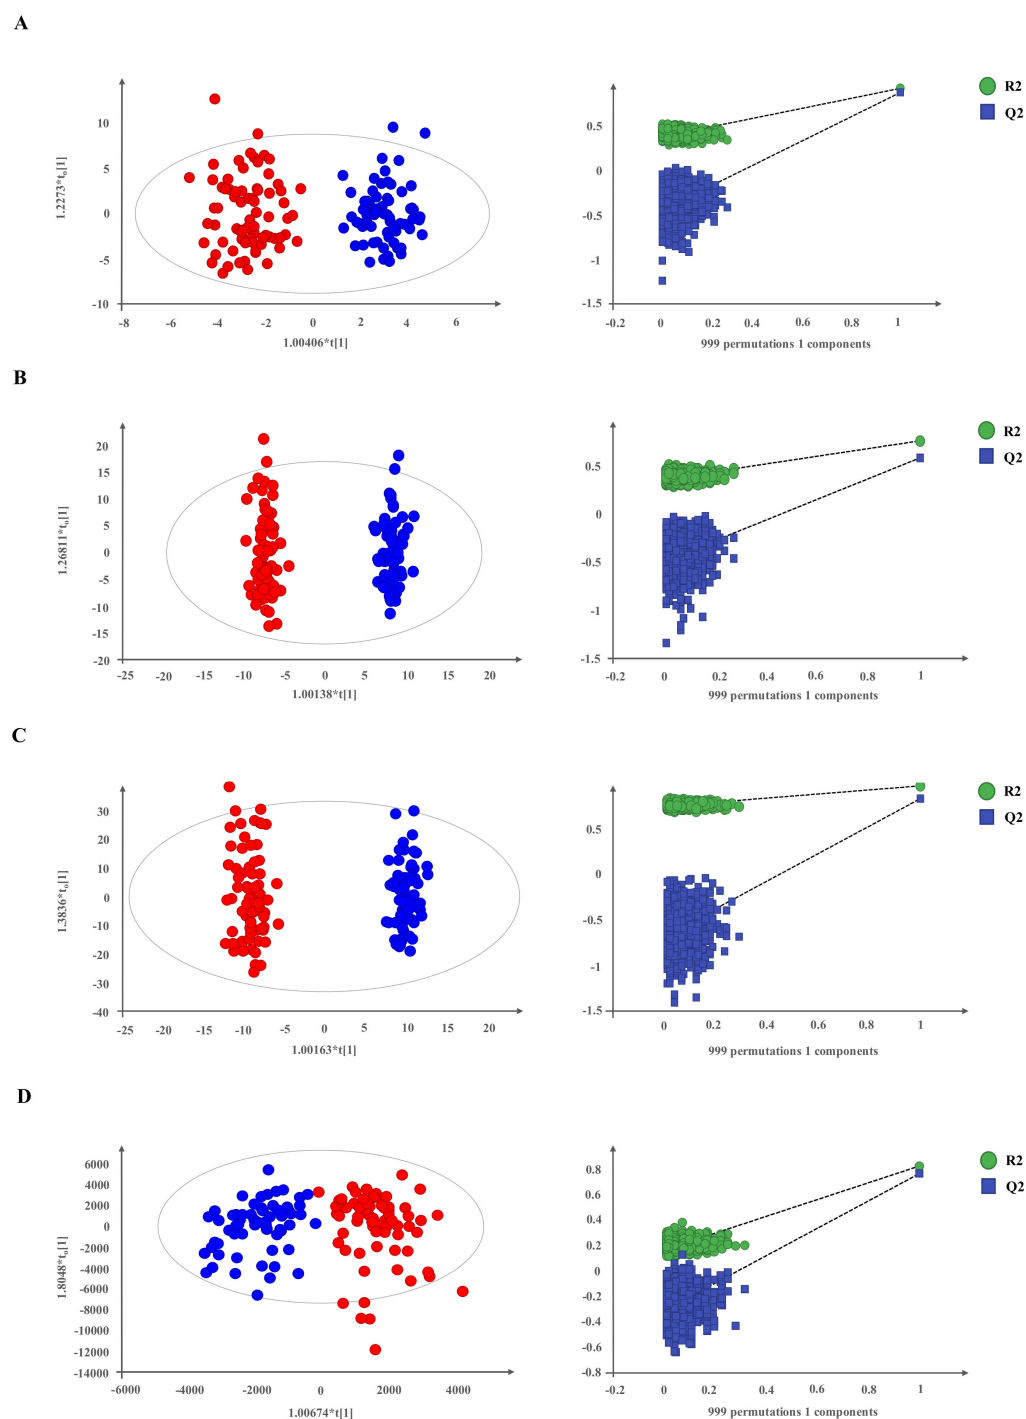 A
10
5
0
-5
-10
-8 -6 -4 -2 0 2 4 6
1.2273*to[1]
1.00406*t[1]
0.5
0
-0.5
-1
-1.5
-0.2 0 0.2 0.4 0.6 0.8 1
999 permutations 1 components
R2
Q2
B
20
15
10
5
0
-5
-10
-15
-20
-25 -20 -15 -10 -5 0 5 10 15 20
1.26811*to[1]
1.00138*t[1]
0.5
0
-0.5
-1
-1.5
-0.2 0 0.2 0.4 0.6 0.8 1
999 permutations 1 components
R2
Q2
C
30
20
10
0
-10
-20
-30
-40
-25 -20 -15 -10 -5 0 5 10 15 20
1.3836*to[1]
1.00163*t[1]
0.5
0
-0.5
-1
-1.5
0 0.2 0.4 0.6 0.8 1
999 permutations 1 components
R2
Q2
D
6000
4000
2000
0
-2000
-4000
-6000
-8000
-10000
-12000
-14000
-6000 -4000 -2000 0 2000 4000
1.8048*to[1]
1.00674*t[1]
0.8
0.6
0.4
0.2
0
-0.2
-0.4
-0.6
-0.8
-0.2 0 0.2 0.4 0.6 0.8 1
999 permutations 1 components
R2
Q2